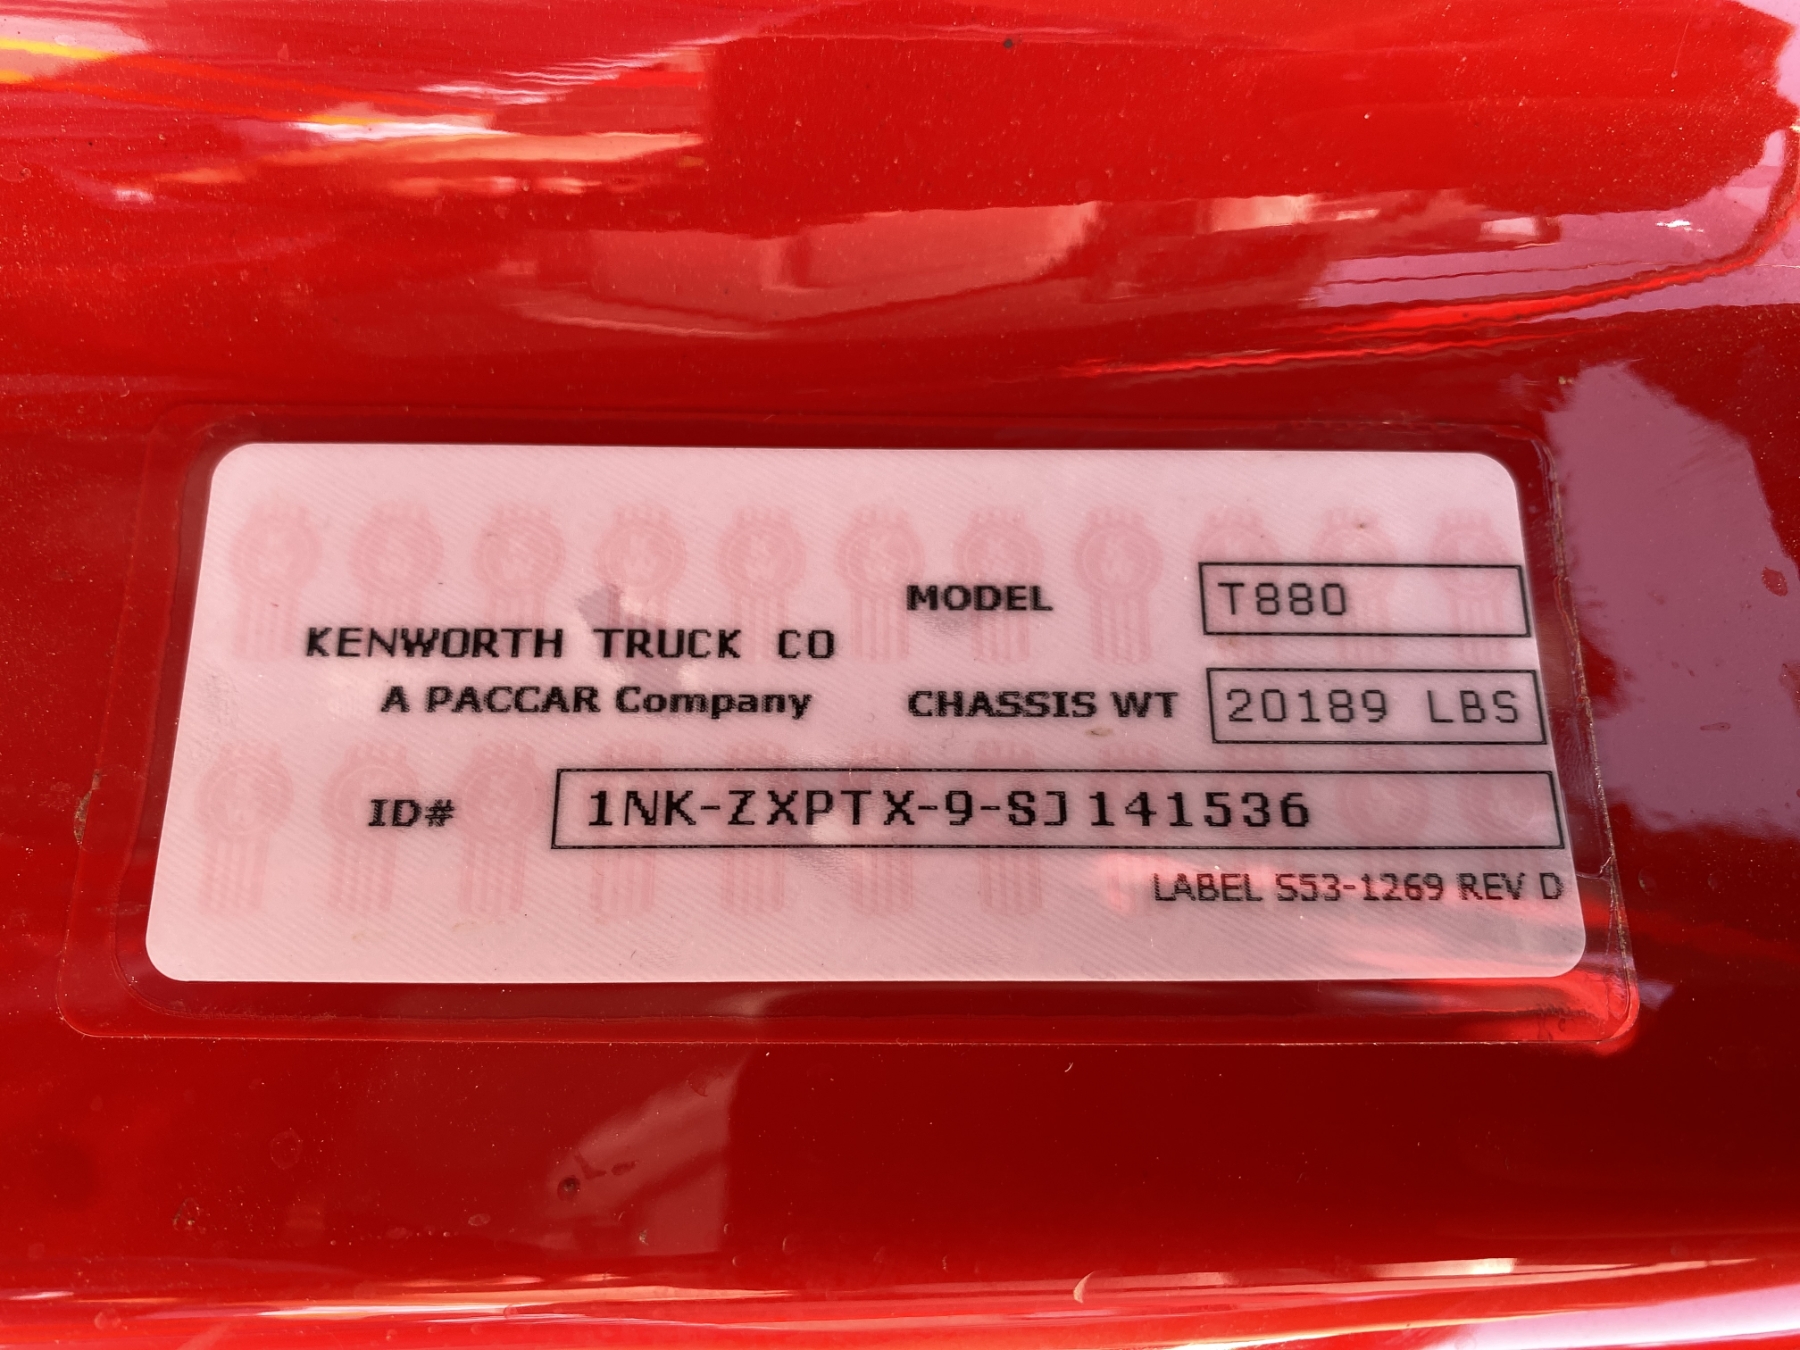 MODEL T880
KENWORTH TRUCK CO
A PACCAR Company
CHASSIS WT 20189 LBS
ID# 1NK-ZXPTX-9-SJ141536
LABEL S53-1269 REV D